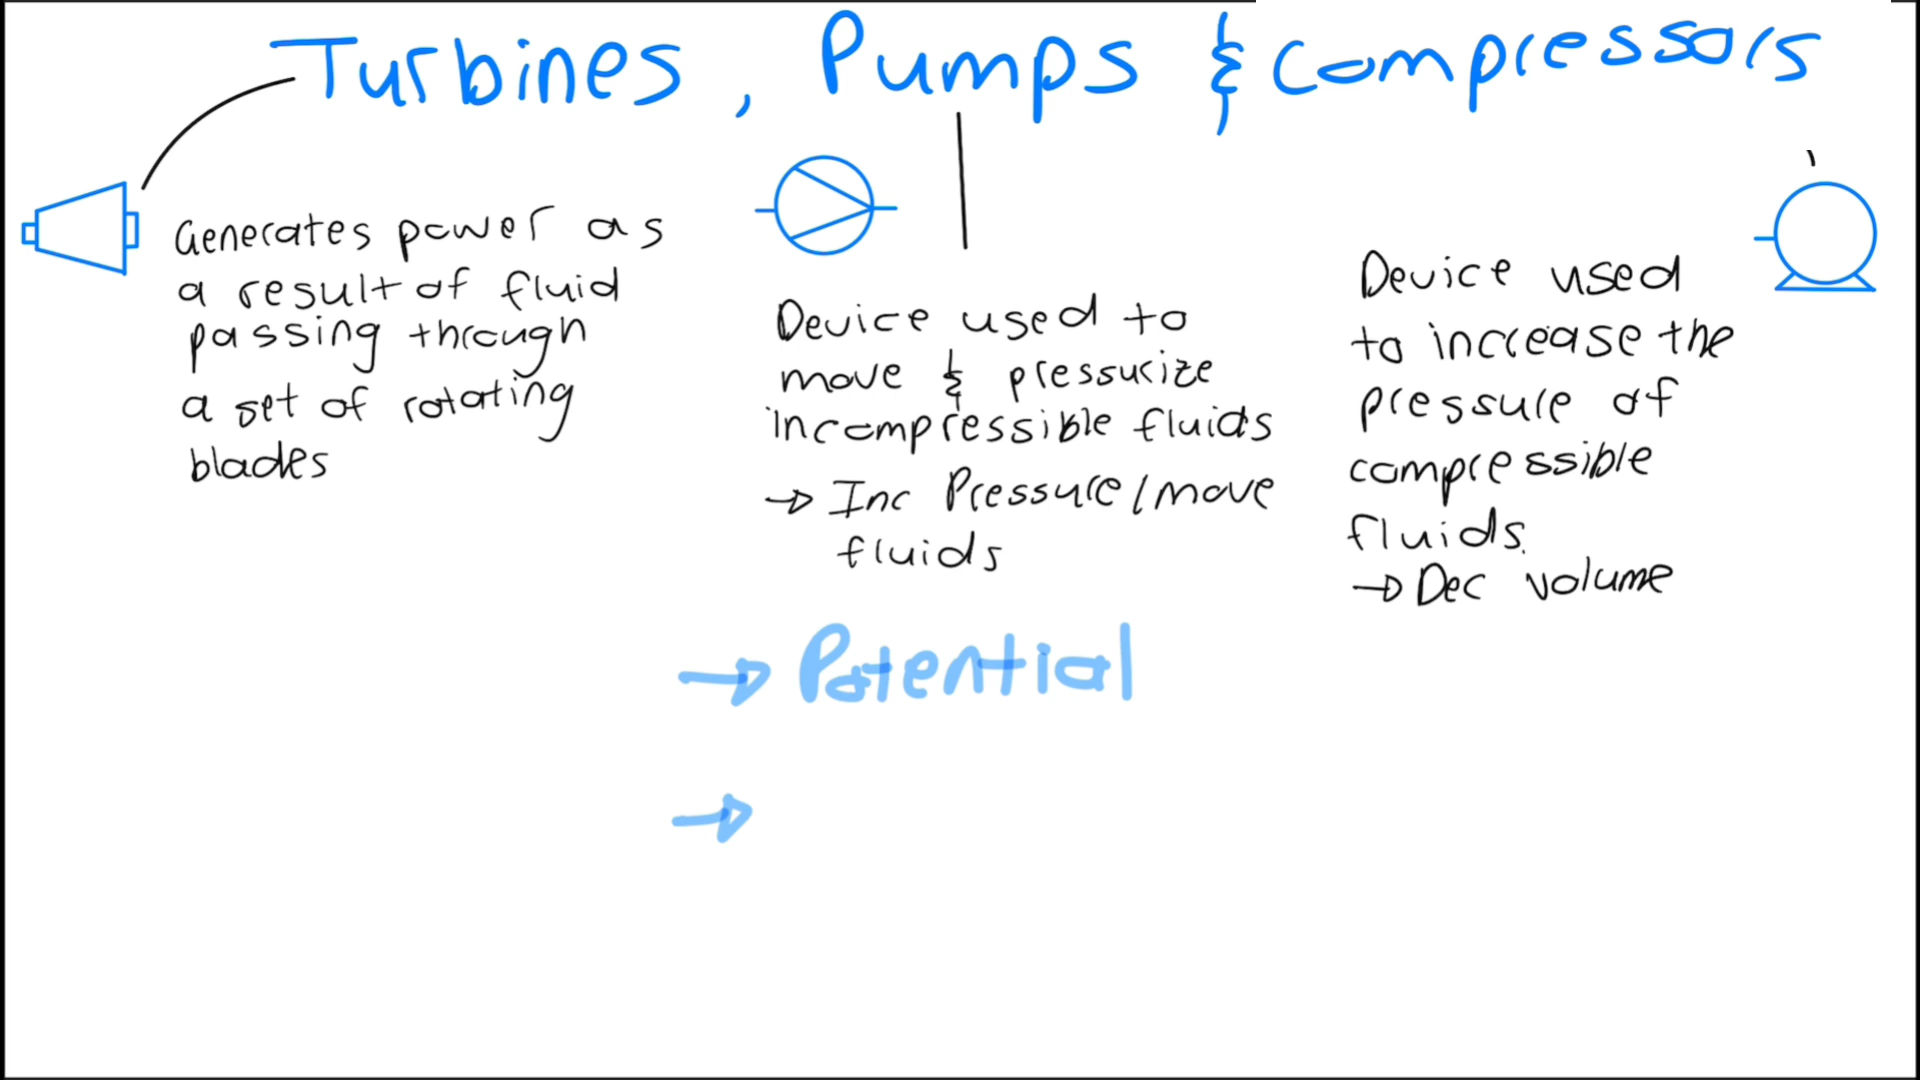 Turbines, Pumps & Compressors
Generates power as
a result of fluid
passing through
a set of rotating
blades
Device used to
move & pressurize
incompressible fluids
→ Inc Pressure/move
fluids
Device used
to increase the
pressure of
compressible
fluids.
→ Dec volume
→ Potential
→